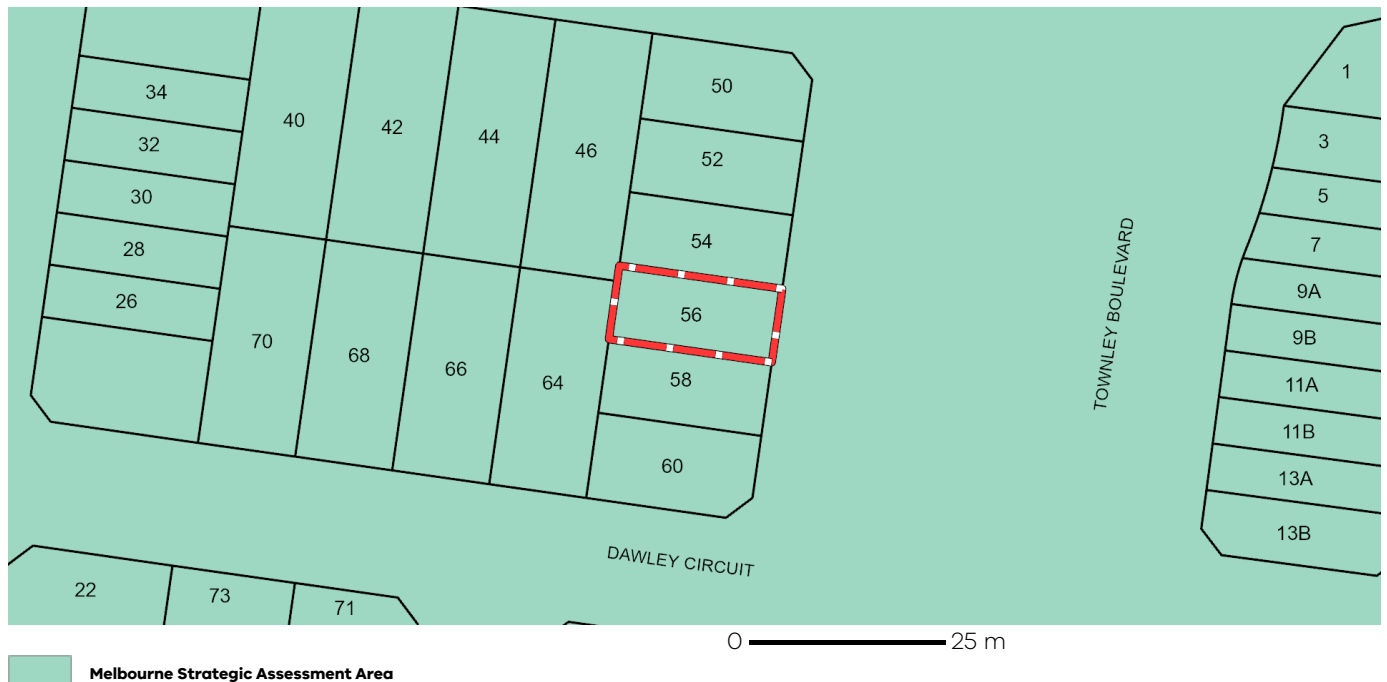 1
50
34
3
40
42
44
46
32
52
5
30
54
7
28
9A
26
56
9B
TOWNLEY BOULEVARD
70
68
66
64
58
11A
11B
60
13A
13B
DAWLEY CIRCUIT
22
73
71
0 25 m
Melbourne Strategic Assessment Area